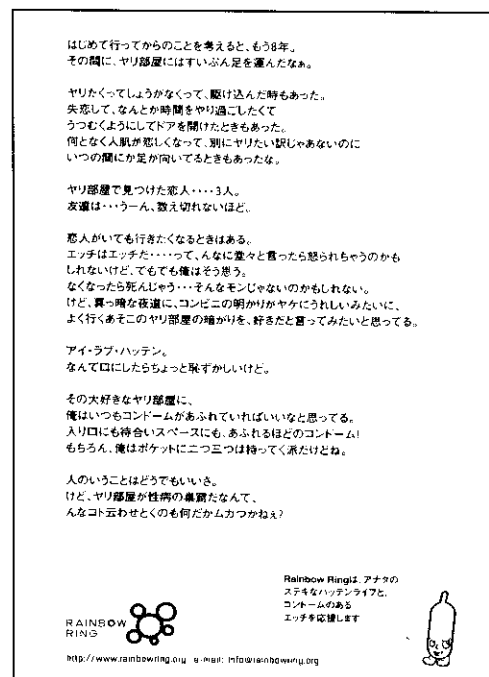 はじめて行ってからのことを考えると、もう8年。
その間に、ヤリ部屋にはずいぶん足を運んだなぁ。
ヤリたくってしょうがなくって、駆け込んだ時もあった。
失恋して、なんとか時間をやり過ごしたくて
うつむくようにしてドアを開けたときもあった。
何となく人肌が恋しくなって、別にヤリたい訳じゃあないのに
いつの間にか足が向いてるときもあったな。
ヤリ部屋で見つけた恋人・・・・3人。
友達は・・・うーん、数え切れないほど。
恋人がいても行きたくなるときはある。
エッチはエッチだ・・・・って、んなに堂々と言ったら怒られちゃうのかも
しれないけど、でもでも俺はそう思う。
なくなったら死んじゃう・・・そんなモンじゃないのかもしれない。
けど、真っ暗な夜道に、コンビニの明かりがヤケにうれしいみたいに、
よく行くあそこのヤリ部屋の暗がりを、好きだと言ってみたいと思ってる。
アイ・ラブ・ハッテン。
なんて口にしたらちょっと恥ずかしいけど。
その大好きなヤリ部屋に、
俺はいつもコンドームがあふれていればいいなと思ってる。
入り口にも待合いスペースにも、あふれるほどのコンドーム!
もちろん、俺はポケットに二つ三つは持ってく派だけどね。
人のいうことはどうでもいいさ。
けど、ヤリ部屋が性病の巣窟だなんて、
んなコト云わせとくのも何だかムカつかねぇ?
Rainbow Ringは、アナタの
ステキなハッテンライフと、
コンドームのある
エッチを応援します
RAINBOW
RING
http://www.rainbowring.org e-mail: info@rainbowring.org